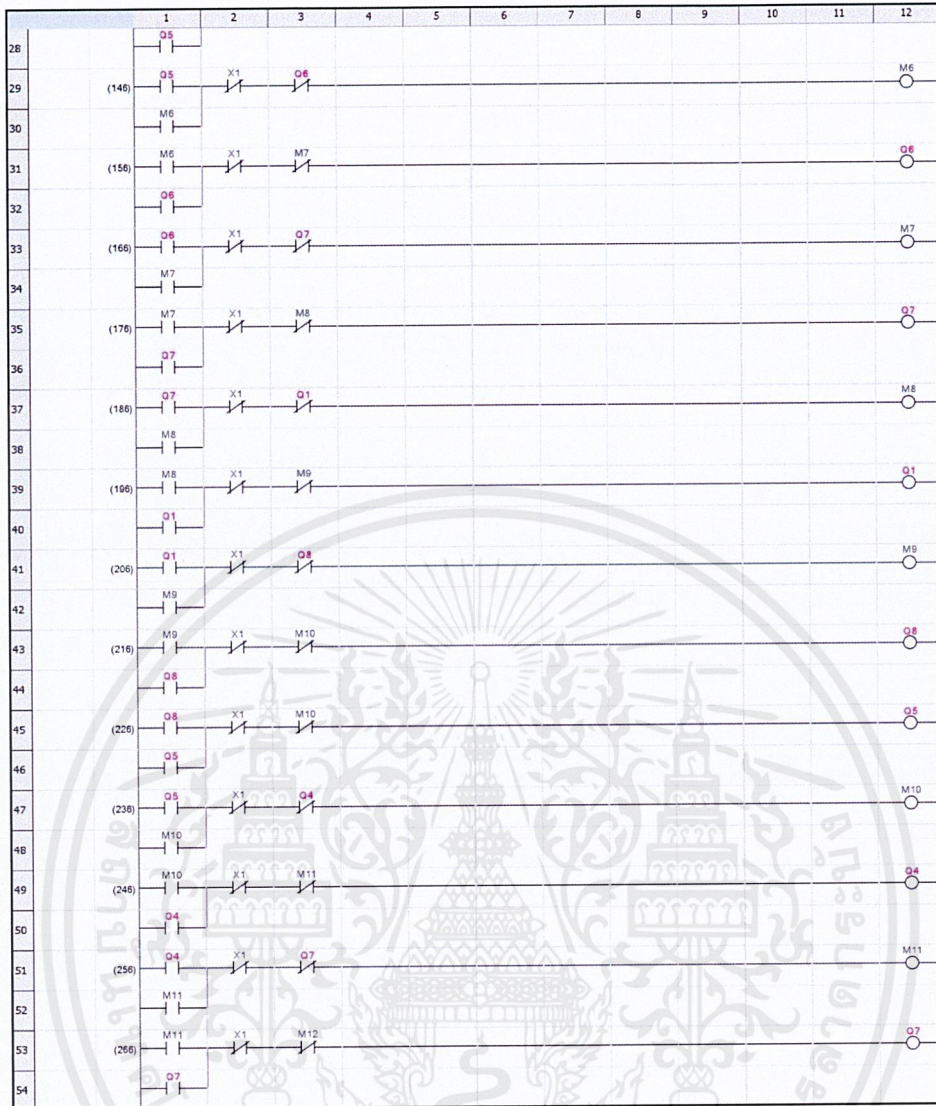 1 2 3 4 5 6 7 8 9 10 11 12
28 Q5
29 (146) Q5 X1 Q6 M6
30 M6
31 (156) M6 X1 M7 Q6
32 Q6
33 (166) Q6 X1 Q7 M7
34 M7
35 (176) M7 X1 M8 Q7
36 Q7
37 (186) Q7 X1 Q1 M8
38 M8
39 (196) M8 X1 M9 Q1
40 Q1
41 (206) Q1 X1 Q8 M9
42 M9
43 (216) M9 X1 M10 Q8
44 Q8
45 (226) Q8 X1 M10 Q5
46 Q5
47 (236) Q5 X1 Q4 M10
48 M10
49 (246) M10 X1 M11 Q4
50 Q4
51 (256) Q4 X1 Q7 M11
52 M11
53 (266) M11 X1 M12 Q7
54 Q7